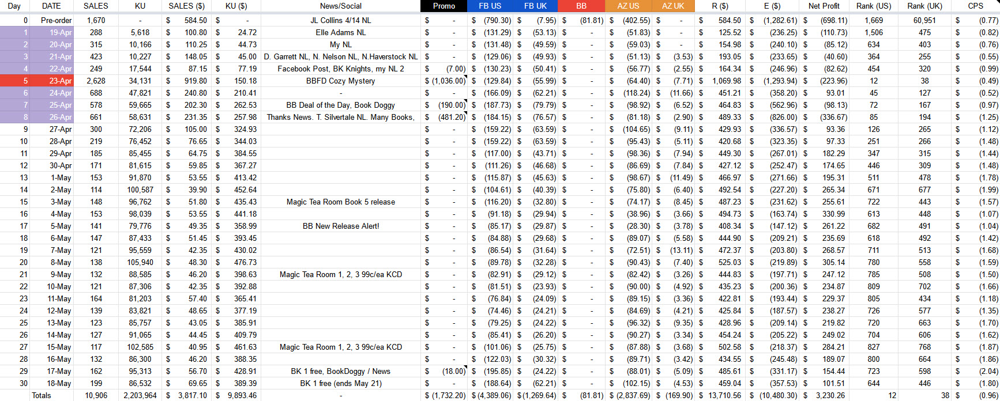 Day DATE SALES KU SALES ($) KU ($) News/Social Promo FB US FB UK BB AZ US AZ UK R ($) E ($) Net Profit Rank (US) Rank (UK) CPS
0 Pre-order 1,670 - $ 584.50 $ - JL Collins 4/14 NL $ - $ (790.30) $ (7.95) $ (81.81) $ (402.55) $ - $ 584.50 $ (1,282.61) $ (698.11) 1,669 60,951 $ (0.77)
1 19-Apr 288 5,618 $ 100.80 $ 24.72 Elle Adams NL $ - $ (131.29) $ (53.13) $ - $ (51.83) $ - $ 125.52 $ (236.25) $ (110.73) 1,506 475 $ (0.82)
2 20-Apr 315 10,166 $ 110.25 $ 44.73 My NL $ - $ (131.48) $ (49.59) $ - $ (59.03) $ - $ 154.98 $ (240.10) $ (85.12) 634 403 $ (0.76)
3 21-Apr 423 10,227 $ 148.05 $ 45.00 D. Garrett NL, N. Nelson NL, N.Haverstock NL $ - $ (129.06) $ (49.93) $ - $ (51.13) $ (3.53) $ 193.05 $ (233.65) $ (40.60) 364 255 $ (0.55)
4 22-Apr 249 17,544 $ 87.15 $ 77.19 Facebook Post, BK Knights, my NL 2 $ (7.00) $ (130.23) $ (50.41) $ - $ (56.77) $ (2.55) $ 164.34 $ (246.96) $ (82.62) 454 320 $ (0.99)
5 23-Apr 2,628 34,131 $ 919.80 $ 150.18 BBFD Cozy Mystery $ (1,036.00) $ (129.84) $ (55.99) $ - $ (64.40) $ (7.71) $ 1,069.98 $ (1,293.94) $ (223.96) 12 38 $ (0.49)
6 24-Apr 688 47,821 $ 240.80 $ 210.41 - $ - $ (166.09) $ (62.21) $ - $ (118.24) $ (11.66) $ 451.21 $ (358.20) $ 93.01 45 127 $ (0.52)
7 25-Apr 578 59,665 $ 202.30 $ 262.53 BB Deal of the Day, Book Doggy $ (190.00) $ (187.73) $ (79.79) $ - $ (98.92) $ (6.52) $ 464.83 $ (562.96) $ (98.13) 72 167 $ (0.97)
8 26-Apr 661 58,631 $ 231.35 $ 257.98 Thanks News. T. Silvertale NL. Many Books, $ (481.20) $ (184.15) $ (76.57) $ - $ (81.18) $ (2.90) $ 489.33 $ (826.00) $ (336.67) 85 194 $ (1.25)
9 27-Apr 300 72,206 $ 105.00 $ 324.93 $ - $ (159.22) $ (63.59) $ - $ (104.65) $ (9.11) $ 429.93 $ (336.57) $ 93.36 126 265 $ (1.12)
10 28-Apr 219 76,452 $ 76.65 $ 344.03 $ - $ (159.22) $ (63.59) $ - $ (95.43) $ (5.11) $ 420.68 $ (323.35) $ 97.33 251 266 $ (1.48)
11 29-Apr 185 85,455 $ 64.75 $ 384.55 $ - $ (117.00) $ (43.71) $ - $ (98.36) $ (7.94) $ 449.30 $ (267.01) $ 182.29 347 315 $ (1.44)
12 30-Apr 171 81,615 $ 59.85 $ 367.27 $ - $ (111.26) $ (46.68) $ - $ (86.69) $ (7.84) $ 427.12 $ (252.47) $ 174.65 446 309 $ (1.48)
13 1-May 153 91,870 $ 53.55 $ 413.42 $ - $ (115.87) $ (45.63) $ - $ (98.67) $ (11.49) $ 466.97 $ (271.66) $ 195.31 511 478 $ (1.78)
14 2-May 114 100,587 $ 39.90 $ 452.64 $ - $ (104.61) $ (40.39) $ - $ (75.80) $ (6.40) $ 492.54 $ (227.20) $ 265.34 671 677 $ (1.99)
15 3-May 148 96,762 $ 51.80 $ 435.43 Magic Tea Room Book 5 release $ - $ (116.20) $ (32.80) $ - $ (74.17) $ (8.45) $ 487.23 $ (231.62) $ 255.61 722 443 $ (1.57)
16 4-May 153 98,039 $ 53.55 $ 441.18 $ - $ (91.18) $ (29.94) $ - $ (38.96) $ (3.66) $ 494.73 $ (163.74) $ 330.99 613 448 $ (1.07)
17 5-May 141 79,776 $ 49.35 $ 358.99 BB New Release Alert! $ - $ (85.17) $ (29.87) $ - $ (28.30) $ (3.78) $ 408.34 $ (147.12) $ 261.22 682 491 $ (1.04)
18 6-May 147 87,433 $ 51.45 $ 393.45 $ - $ (84.88) $ (29.68) $ - $ (89.07) $ (5.58) $ 444.90 $ (209.21) $ 235.69 618 492 $ (1.42)
19 7-May 121 95,559 $ 42.35 $ 430.02 $ - $ (86.54) $ (31.64) $ - $ (72.51) $ (13.11) $ 472.37 $ (203.80) $ 268.57 711 513 $ (1.68)
20 8-May 138 105,940 $ 48.30 $ 476.73 $ - $ (89.78) $ (32.28) $ - $ (90.43) $ (7.40) $ 525.03 $ (219.89) $ 305.14 780 558 $ (1.59)
21 9-May 132 88,585 $ 46.20 $ 398.63 Magic Tea Room 1, 2, 3 99c/ea KCD $ - $ (82.91) $ (29.12) $ - $ (82.42) $ (3.26) $ 444.83 $ (197.71) $ 247.12 785 508 $ (1.50)
22 10-May 121 87,306 $ 42.35 $ 392.88 $ - $ (81.51) $ (23.93) $ - $ (90.00) $ (4.92) $ 435.23 $ (200.36) $ 234.87 809 702 $ (1.66)
23 11-May 164 81,203 $ 57.40 $ 365.41 $ - $ (76.84) $ (24.09) $ - $ (89.15) $ (3.36) $ 422.81 $ (193.44) $ 229.37 805 434 $ (1.18)
24 12-May 139 83,821 $ 48.65 $ 377.19 $ - $ (74.46) $ (24.21) $ - $ (84.69) $ (4.21) $ 425.84 $ (187.57) $ 238.27 726 577 $ (1.35)
25 13-May 123 85,757 $ 43.05 $ 385.91 $ - $ (79.25) $ (24.22) $ - $ (96.32) $ (9.35) $ 428.96 $ (209.14) $ 219.82 720 663 $ (1.70)
26 14-May 127 91,065 $ 44.45 $ 409.79 $ - $ (85.41) $ (26.20) $ - $ (90.27) $ (3.34) $ 454.24 $ (205.22) $ 249.02 704 606 $ (1.62)
27 15-May 117 102,585 $ 40.95 $ 461.63 Magic Tea Room 1, 2, 3 99c/ea KCD $ - $ (101.06) $ (25.75) $ - $ (87.88) $ (3.68) $ 502.58 $ (218.37) $ 284.21 827 768 $ (1.87)
28 16-May 132 86,300 $ 46.20 $ 388.35 $ - $ (122.03) $ (30.32) $ - $ (89.71) $ (3.42) $ 434.55 $ (245.48) $ 189.07 800 664 $ (1.86)
29 17-May 162 95,313 $ 56.70 $ 428.91 BK 1 free, BookDoggy / News $ (18.00) $ (195.85) $ (24.22) $ - $ (88.01) $ (5.09) $ 485.61 $ (331.17) $ 154.44 723 598 $ (2.04)
30 18-May 199 86,532 $ 69.65 $ 389.39 BK 1 free (ends May 21) $ - $ (188.64) $ (62.21) $ - $ (102.15) $ (4.53) $ 459.04 $ (357.53) $ 101.51 644 446 $ (1.80)
Totals 10,906 2,203,964 $ 3,817.10 $ 9,893.46 - $ (1,732.20) $ (4,389.06) $ (1,269.64) $ (81.81) $ (2,837.69) $ (169.90) $ 13,710.56 $ (10,480.30) $ 3,230.26 12 38 $ (0.96)